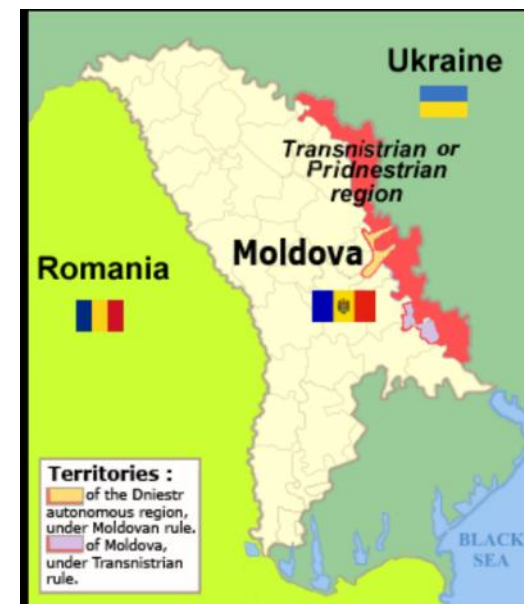 Ukraine
Transnistrian or
Pridnestrian
region
Moldova
Romania
Territories :
of the Dniestr
autonomous region,
under Moldovan rule.
of Moldova,
under Transnistrian
rule.
BLACK
SEA